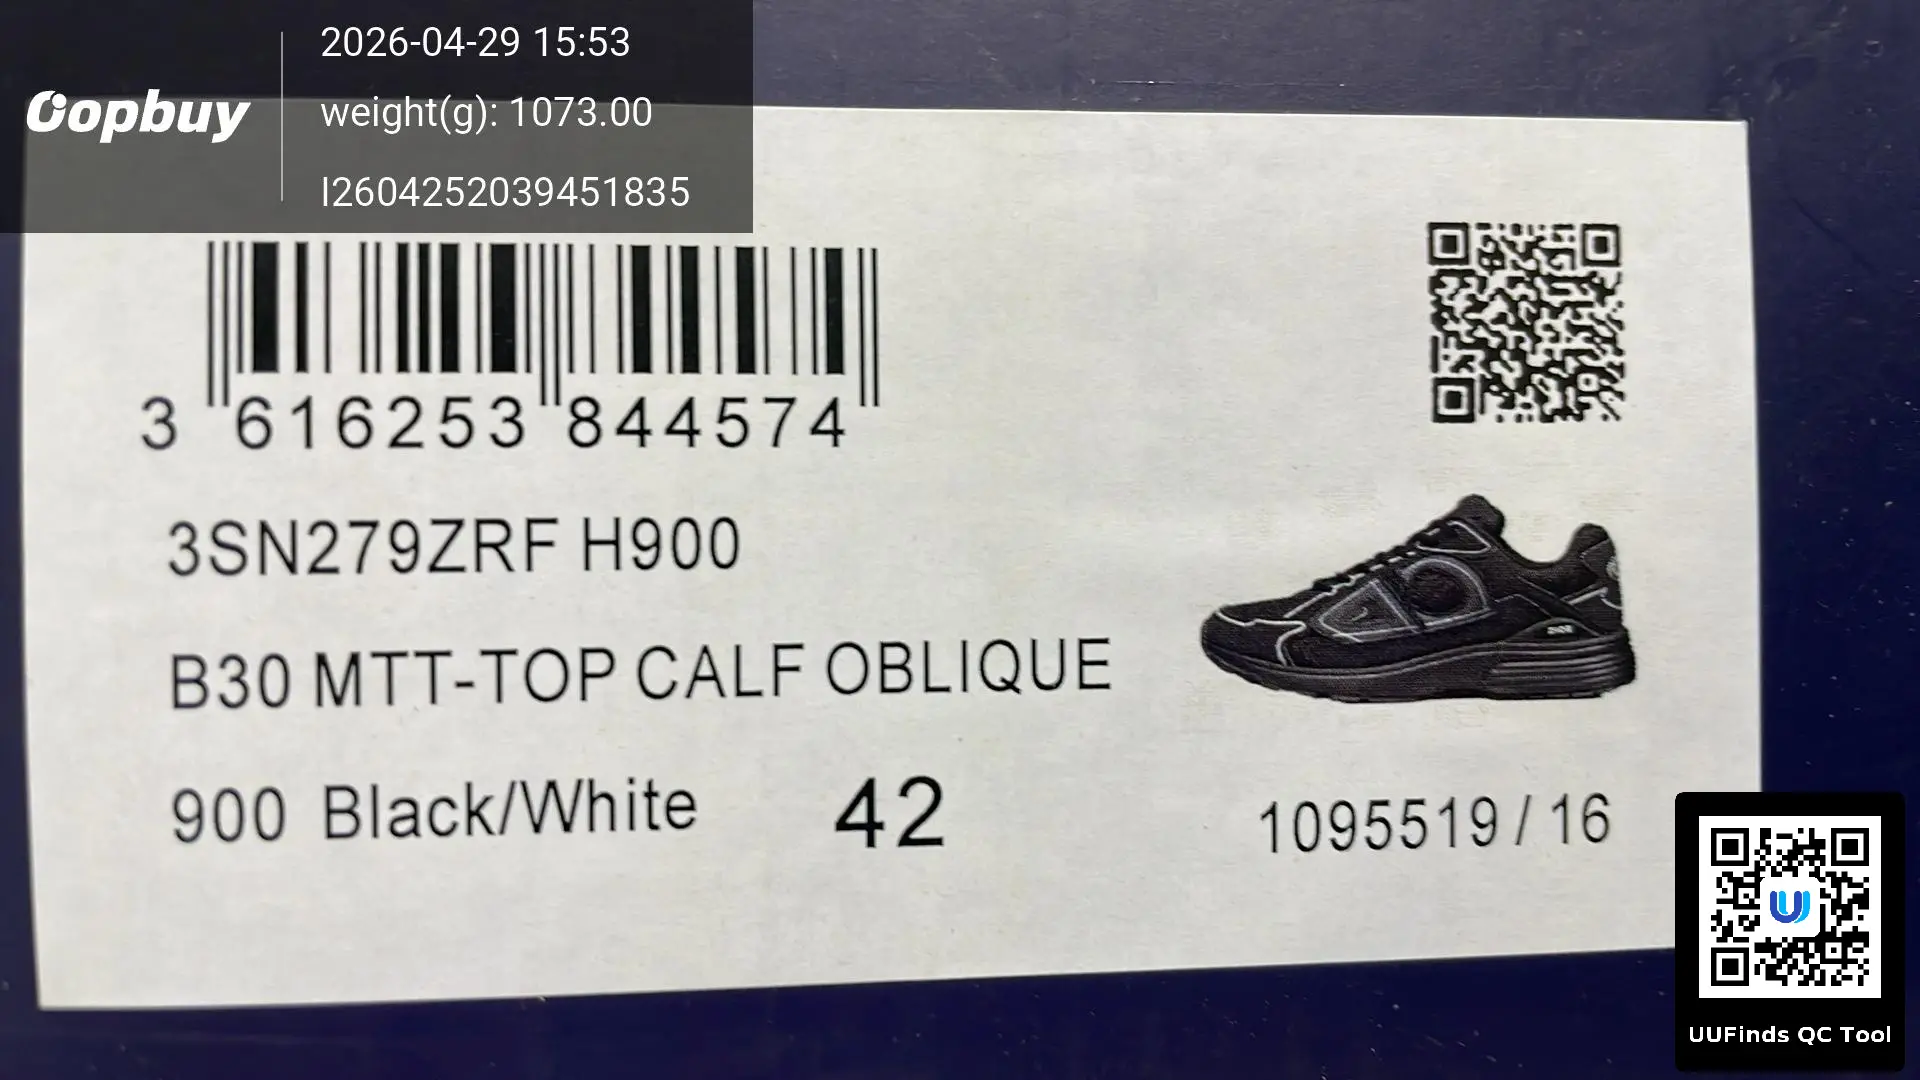 2026-04-29 15:53
Oopbuy
weight(g): 1073.00
I2604252039451835
3 616253 844574
3SN279ZRF H900
B30 MTT-TOP CALF OBLIQUE
900 Black/White 42 1095519 / 16
DIOR
UUFinds QC Tool